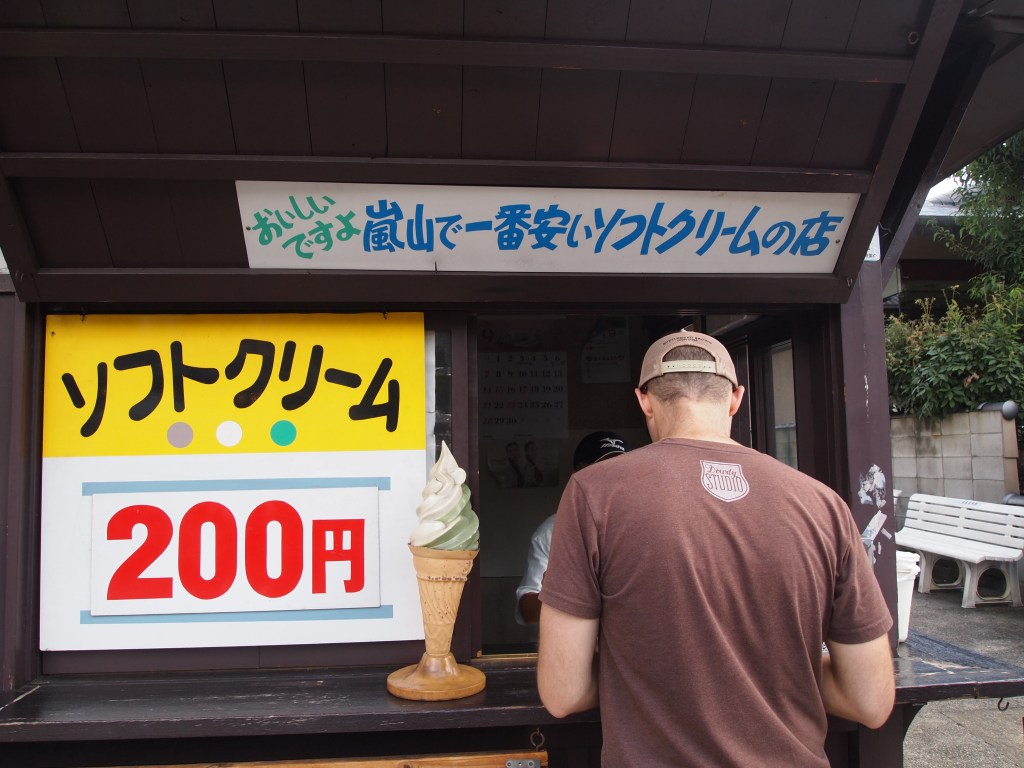 おいしい
ですよ
嵐山で一番安いソフトクリームの店
ソフトクリーム
200円
STUDIO